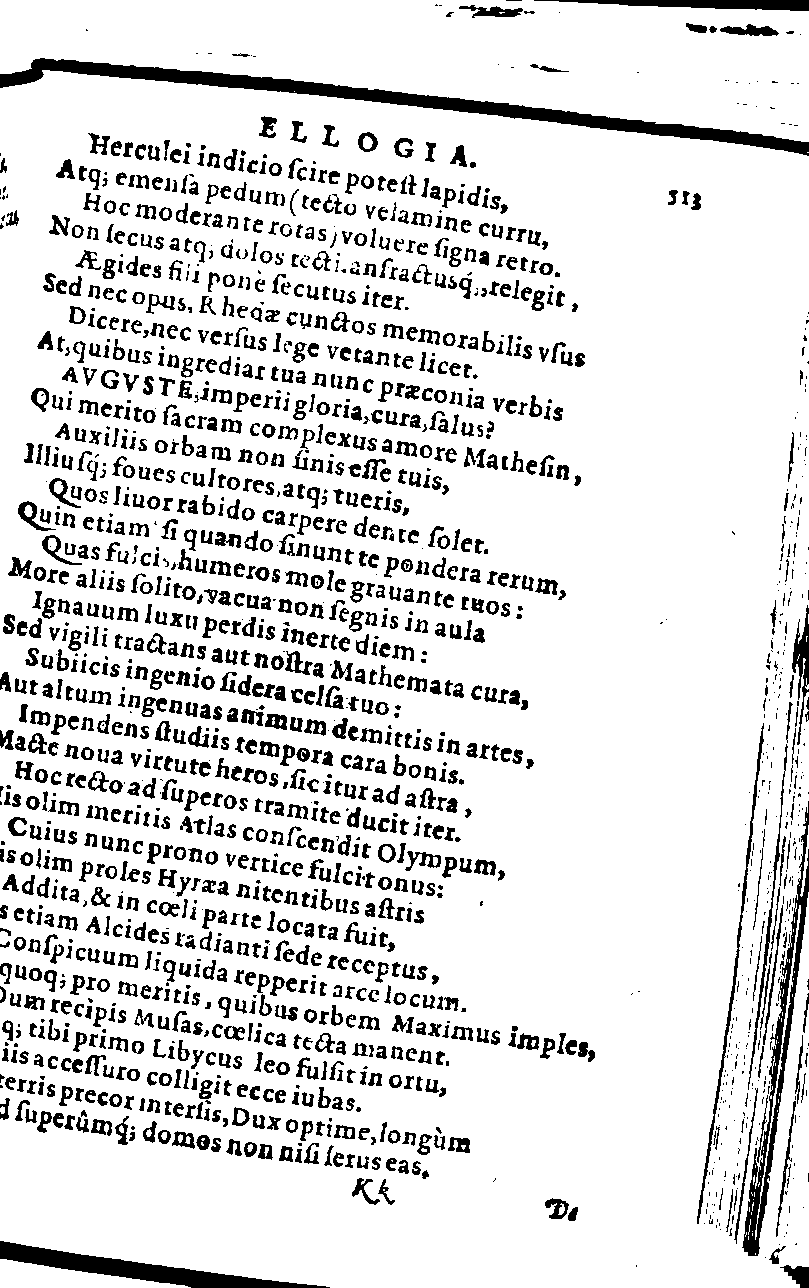 ELLOGIA. 513
Herculei indicio ſcire poteſt lapidis,
Atq; emenſa pedum (tecto velamine curru,
Hoc moderante rotas) voluere ſigna retro.
Non ſecus atq; dolos tecti anſractusq́;, relegit,
Ægides fili ponè ſecutus iter.
Sed nec opus, Rhedæ cunctos memorabilis vſus
Dicere, nec verſus lege vetante licet.
At, quibus ingrediar tua nunc præconia verbis
AVGVSTE, imperii gloria, cura, ſalus?
Qui merito ſacram complexus amore Matheſin,
Auxiliis orbam non ſinis eſſe tuis,
Illiuſq́; foues cultores, atq; tueris,
Quos liuor rabido carpere dente ſolet.
Quin etiam ſi quando ſinunt te pondera rerum,
Quas fulcis, humeros mole grauante tuos:
More aliis ſolito, vacua non ſegnis in aula
Ignauum luxu perdis inerte diem:
Sed vigili tractans aut noſtra Mathemata cura,
Subiicis ingenio ſidera celſa tuo:
Aut altum ingenuas animum demittis in artes,
Impendens ſtudiis tempora cara bonis.
Macte noua virtute heros, ſic itur ad aſtra,
Hoc recto ad ſuperos tramite ducit iter.
His olim meritis Atlas conſcendit Olympum,
Cuius nunc prono vertice fulcit onus:
is olim proles Hyræa nitentibus aſtris
Addita, & in cœli parte locata fuit,
s etiam Alcides radianti ſede receptus,
Conſpicuum liquida repperit arce locum.
quoq; pro meritis, quibus orbem Maximus imples,
Dum recipis Muſas, cœlica tecta manent.
q; tibi primo Libycus leo fulſit in ortu,
iis acceſſuro colligit ecce iubas.
terris precor interſis, Dux optime, longùm
d ſuperûmq́; domos non niſi ſerus eas.
Kk De